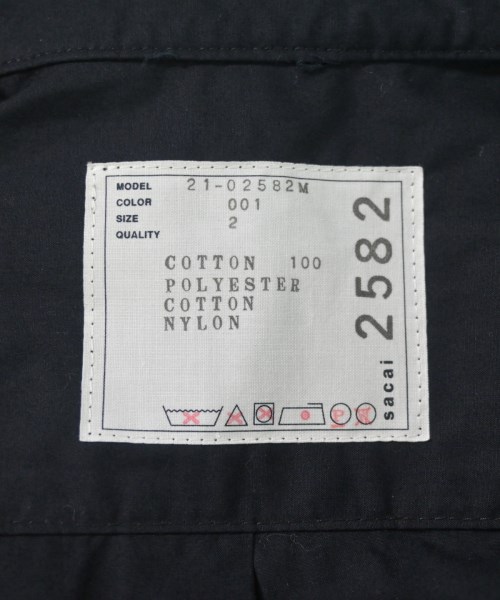 MODEL 21-02582M
COLOR 001
SIZE 2
QUALITY
COTTON 100
POLYESTER
COTTON
NYLON
P
sacai 2582